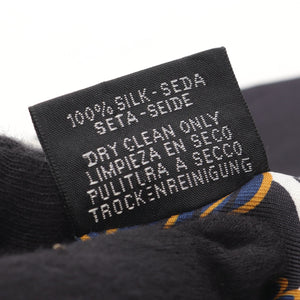 100% SILK-SEDA
SETA-SEIDE
DRY CLEAN ONLY
LIMPIEZA EN SECO
PULITURA A SECCO
TROCKENREINIGUNG